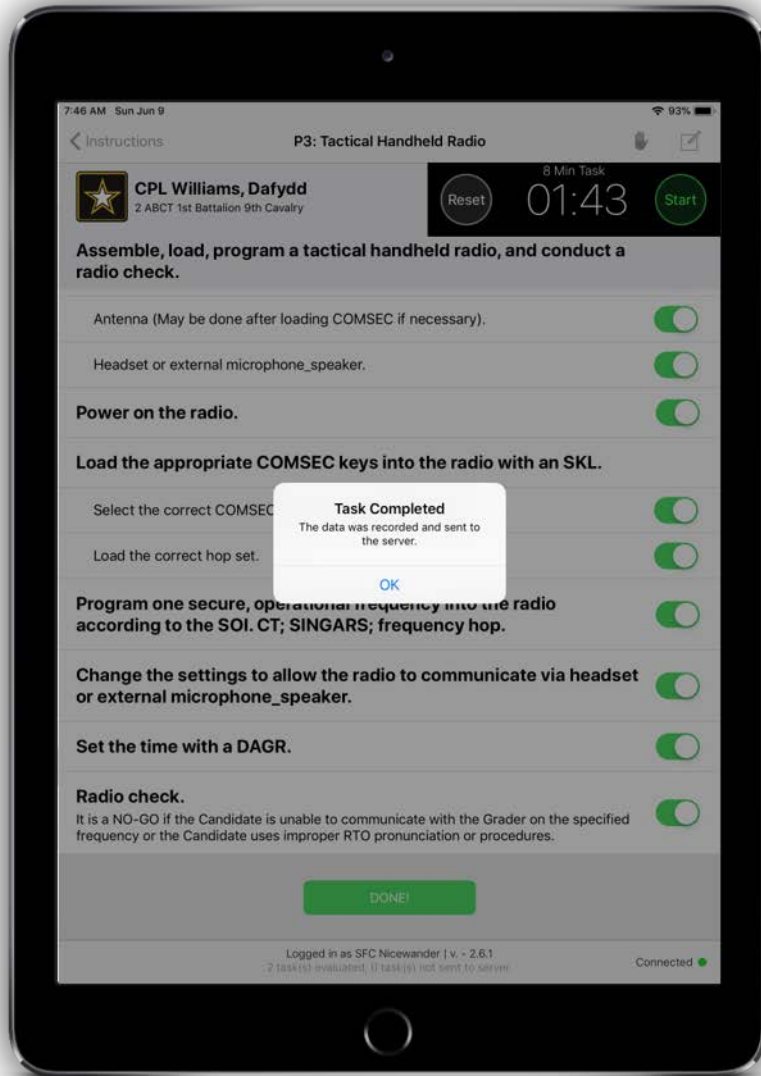 7:46 AM Sun Jun 9
93%
Instructions
P3: Tactical Handheld Radio
CPL Williams, Dafydd
2 ABCT 1st Battalion 9th Cavalry
Reset
8 Min Task
01:43
Start
Assemble, load, program a tactical handheld radio, and conduct a
radio check.
Antenna (May be done after loading COMSEC if necessary).
Headset or external microphone_speaker.
Power on the radio.
Load the appropriate COMSEC keys into the radio with an SKL.
Select the correct COMSEC
Load the correct hop set.
Task Completed
The data was recorded and sent to
the server.
OK
Program one secure, operational frequency into the radio
according to the SOI. CT; SINGARS; frequency hop.
Change the settings to allow the radio to communicate via headset
or external microphone_speaker.
Set the time with a DAGR.
Radio check.
It is a NO-GO if the Candidate is unable to communicate with the Grader on the specified
frequency or the Candidate uses improper RTO pronunciation or procedures.
DONE!
Logged in as SFC Nicewander | v. - 2.6.1
2 task(s) evaluated, 0 task(s) not sent to server
Connected